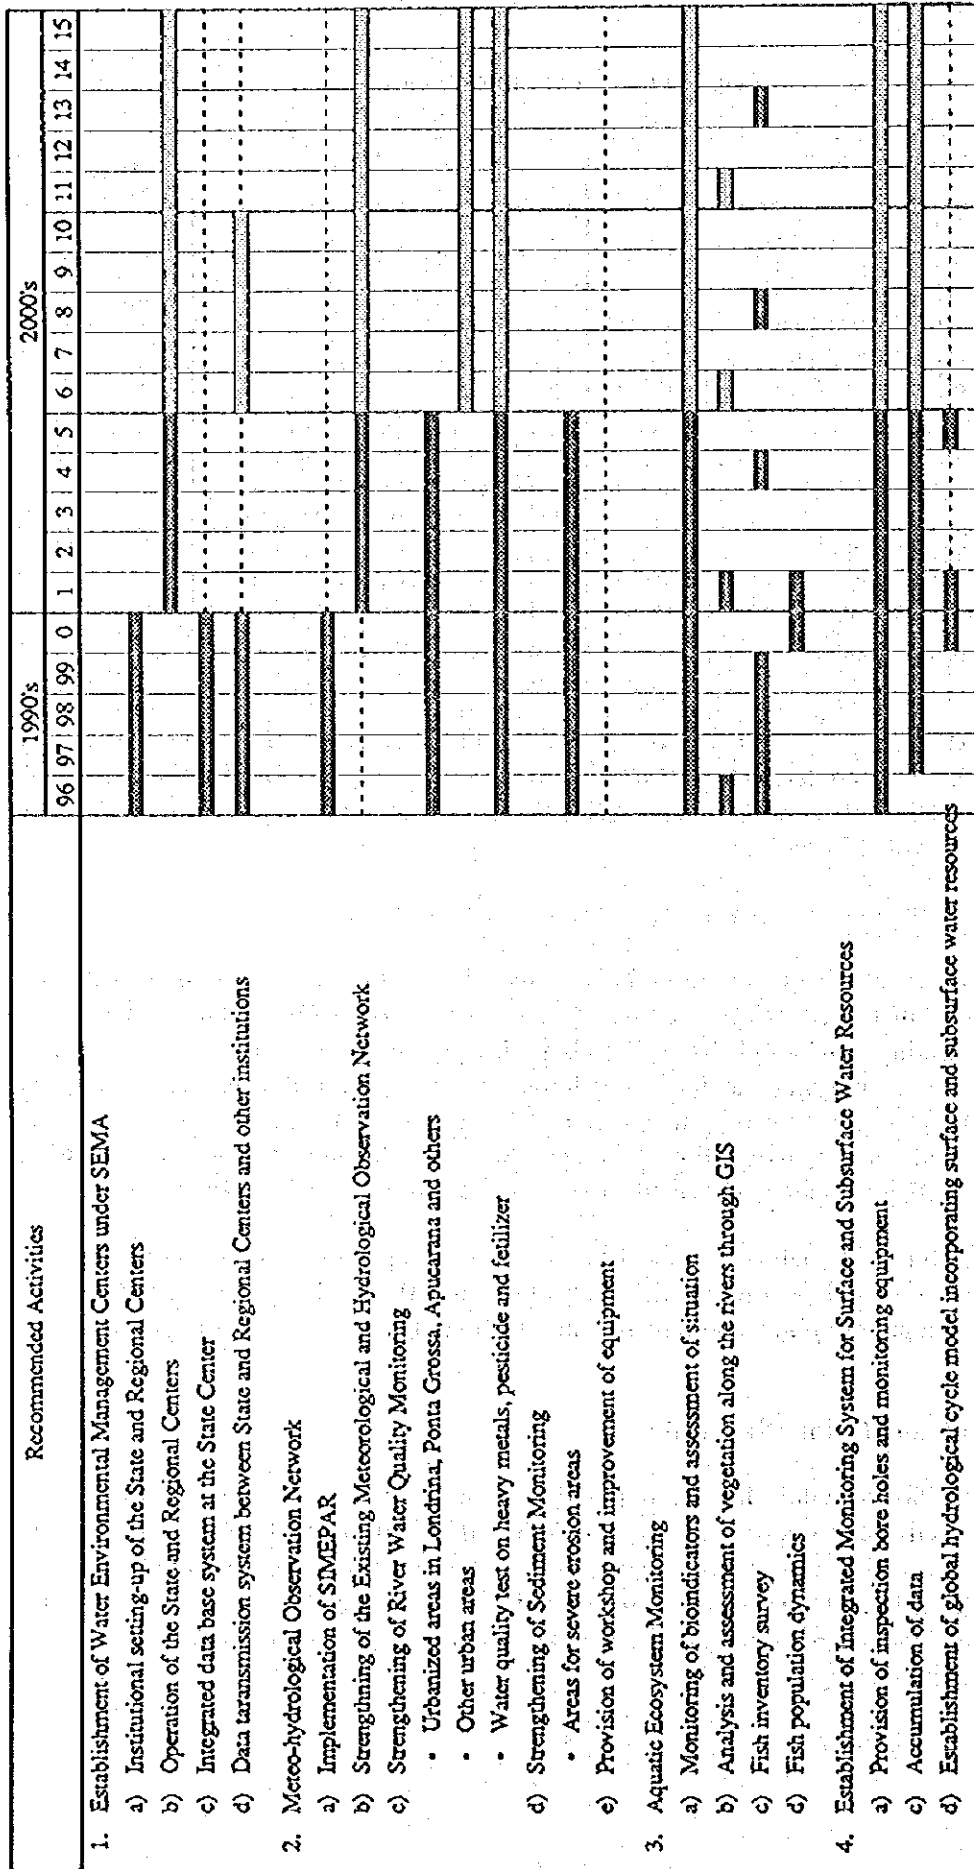 Recommended Activities
1990's
2000's
96 97 98 99 0 1 2 3 4 5 6 7 8 9 10 11 12 13 14 15
1. Establishment of Water Environmental Management Centers under SEMA
a) Institutional setting-up of the State and Regional Centers
b) Operation of the State and Regional Centers
c) Integrated data base system at the State Center
d) Data taransmission system between State and Regional Centers and other institutions
2. Meteo-hydrological Observation Network
a) Implementation of SIMEPAR
b) Strengthning of the Existing Meteorological and Hydrological Observation Network
c) Strengthening of River Water Quality Monitoring
• Urbanized areas in Londrina, Ponta Grossa, Apucarana and others
• Other urban areas
• Water quality test on heavy metals, pesticide and fetilizer
d) Strengthening of Sediment Monitoring
• Areas for severe erosion areas
e) Provision of workshop and improvement of equipment
3. Aquatic Ecosystem Monitoring
a) Monitoring of bioindicators and assessment of situation
b) Analysis and assessment of vegetation along the rivers through GIS
c) Fish inventory survey
d) Fish population dynamics
4. Establishment of Integrated Monitoring System for Surface and Subsurface Water Resources
a) Provision of inspection bore holes and monitoring equipment
c) Accumulation of data
d) Establishment of global hydrological cycle model incorporating surface and subsurface water resources